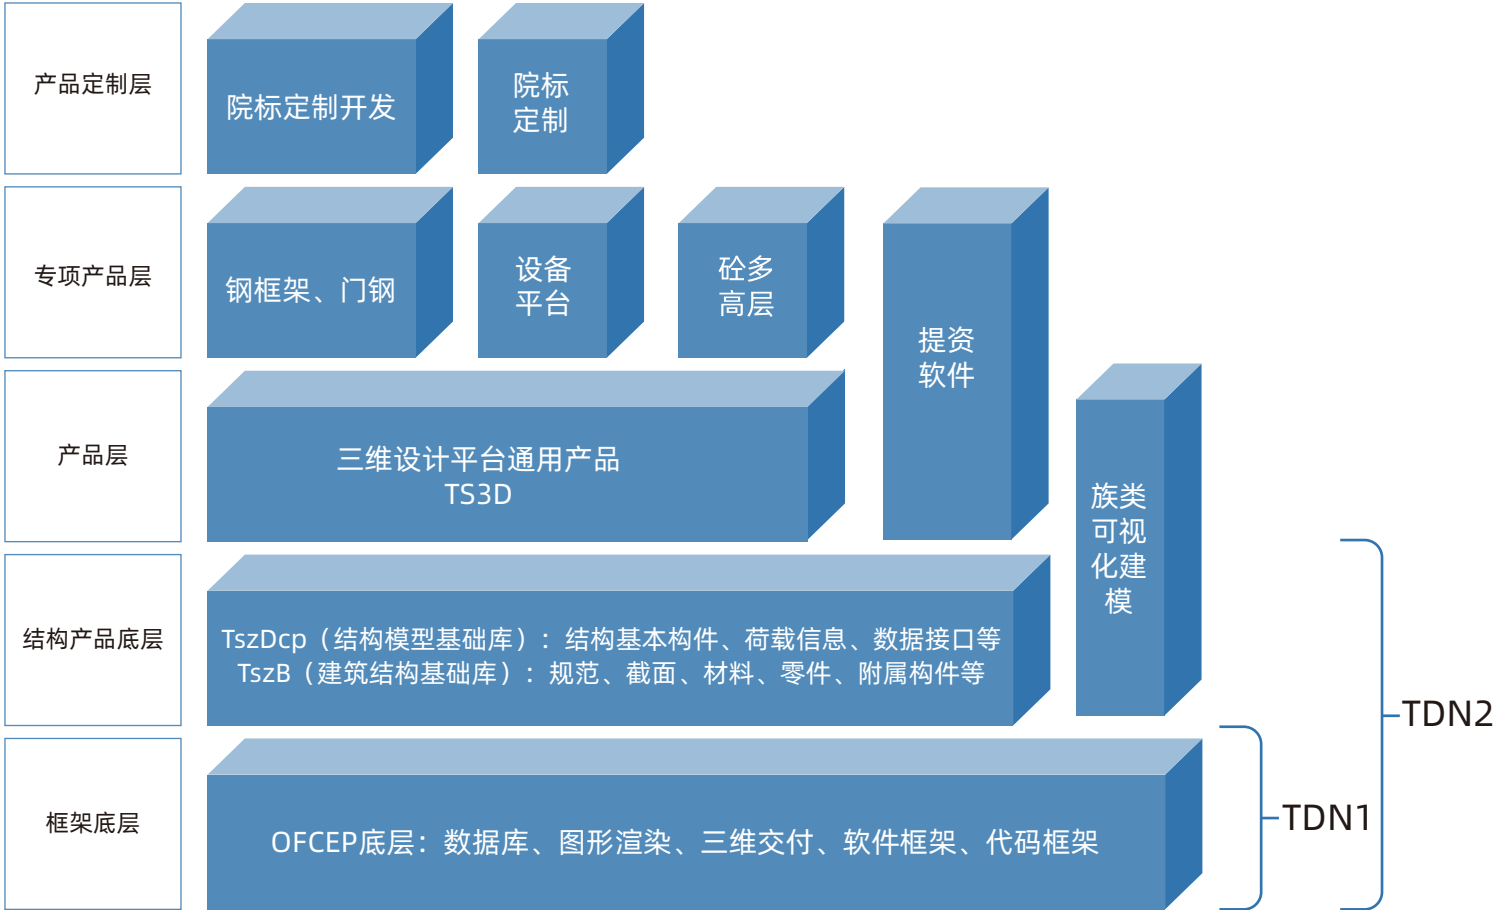 产品定制层
院标定制开发
院标
定制
专项产品层
钢框架、门钢
设备
平台
砼多
高层
提资
软件
产品层
三维设计平台通用产品
TS3D
族类
可视
化建
模
结构产品底层
TszDcp（结构模型基础库）：结构基本构件、荷载信息、数据接口等
TszB（建筑结构基础库）：规范、截面、材料、零件、附属构件等
TDN2
框架底层
OFCEP底层：数据库、图形渲染、三维交付、软件框架、代码框架
TDN1